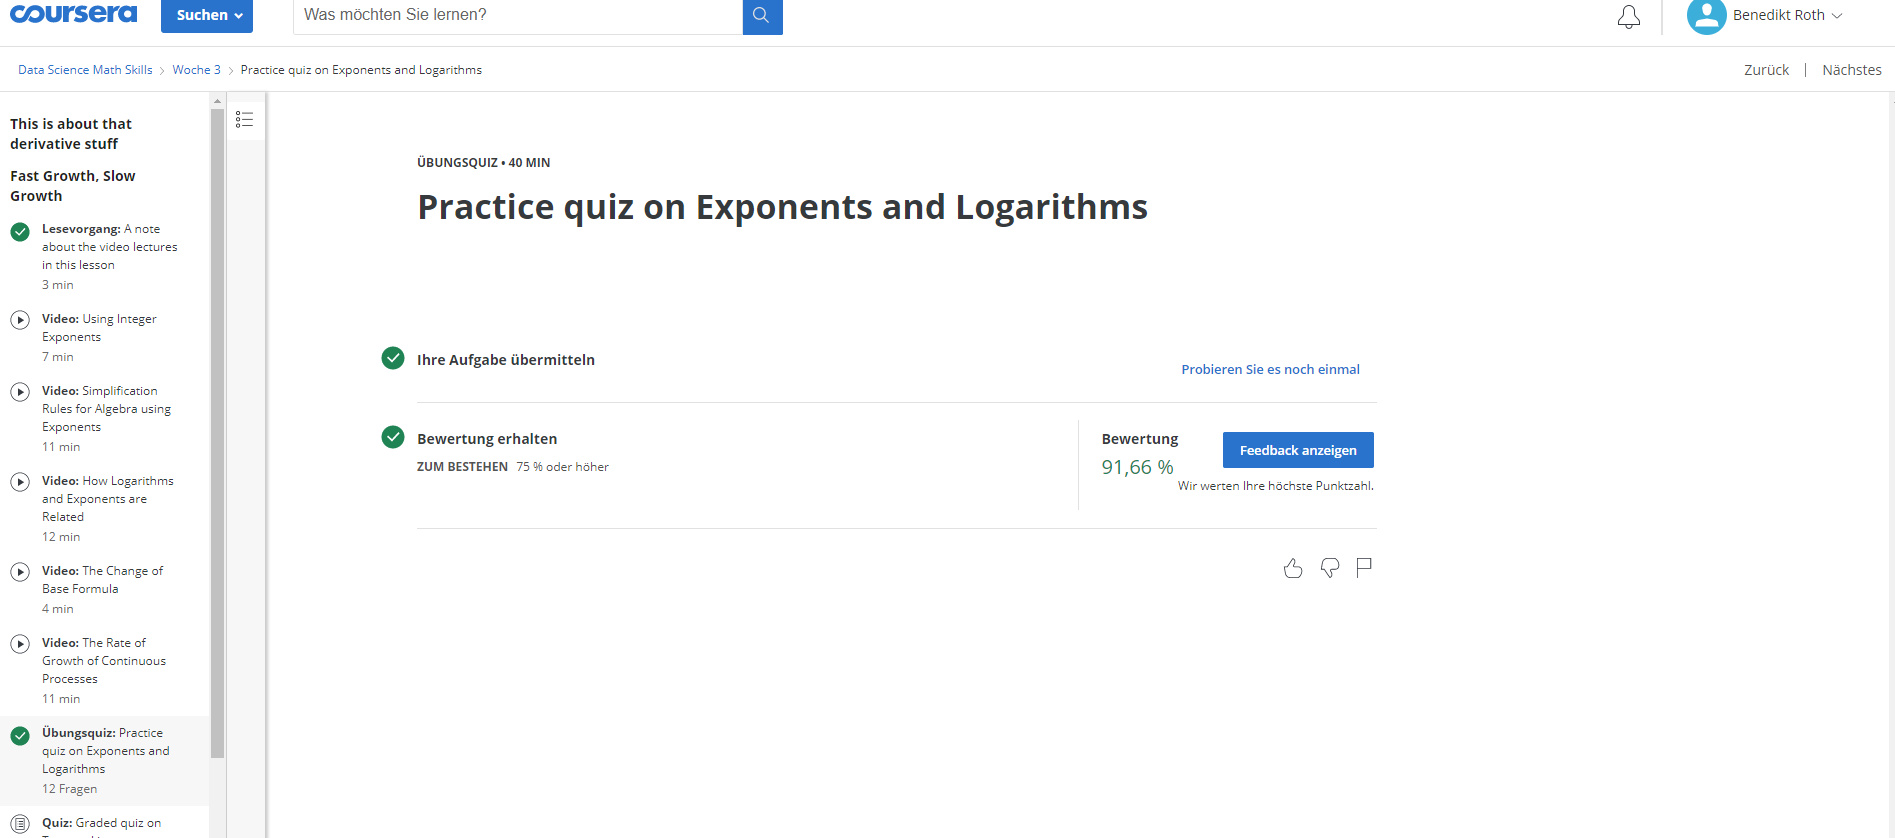 coursera
Suchen
Was möchten Sie lernen?
Benedikt Roth
Data Science Math Skills
Woche 3
Practice quiz on Exponents and Logarithms
Zurück
Nächstes
This is about that
derivative stuff
Fast Growth, Slow
Growth
Lesevorgang: A note
about the video lectures
in this lesson
3 min
Video: Using Integer
Exponents
7 min
Video: Simplification
Rules for Algebra using
Exponents
11 min
Video: How Logarithms
and Exponents are
Related
12 min
Video: The Change of
Base Formula
4 min
Video: The Rate of
Growth of Continuous
Processes
11 min
Übungsquiz: Practice
quiz on Exponents and
Logarithms
12 Fragen
Quiz: Graded quiz on
ÜBUNGSQUIZ • 40 MIN
Practice quiz on Exponents and Logarithms
Ihre Aufgabe übermitteln
Probieren Sie es noch einmal
Bewertung erhalten
ZUM BESTEHEN 75 % oder höher
Bewertung
91,66 %
Feedback anzeigen
Wir werten Ihre höchste Punktzahl.